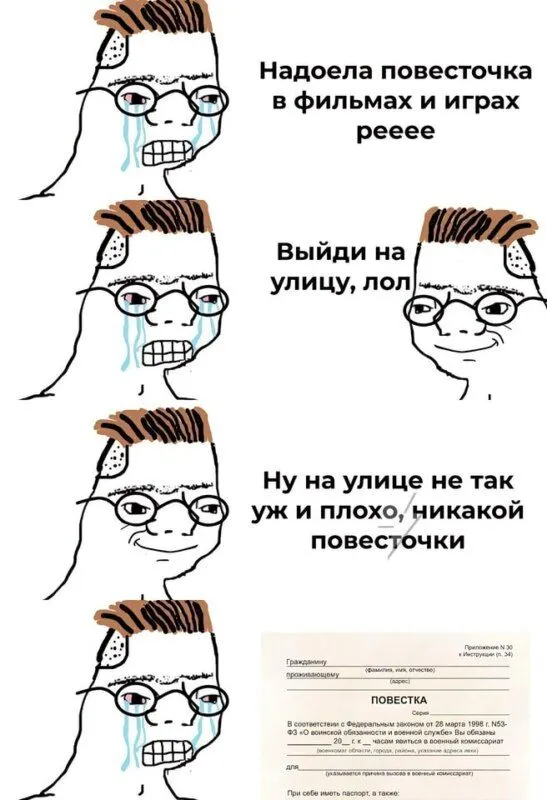 Надоела повесточка
в фильмах и играх
рееее
Выйди на
улицу, лол
Ну на улице не так
уж и плохо, никакой
повесточки
Приложение N 30
к Инструкции (п. 34)
Гражданину
(фамилия, имя, отчество)
проживающему
(адрес)
ПОВЕСТКА
Серия
В соответствии с Федеральным законом от 28 марта 1998 г. N53-
ФЗ «О воинской обязанности и военной службе» Вы обязаны
20__ г. к __ часам явиться в военный комиссариат
(военкомат области, города, района, указание адреса
для
(указывается причина вызова в военный комиссариат)
При себе иметь паспорт, а также: